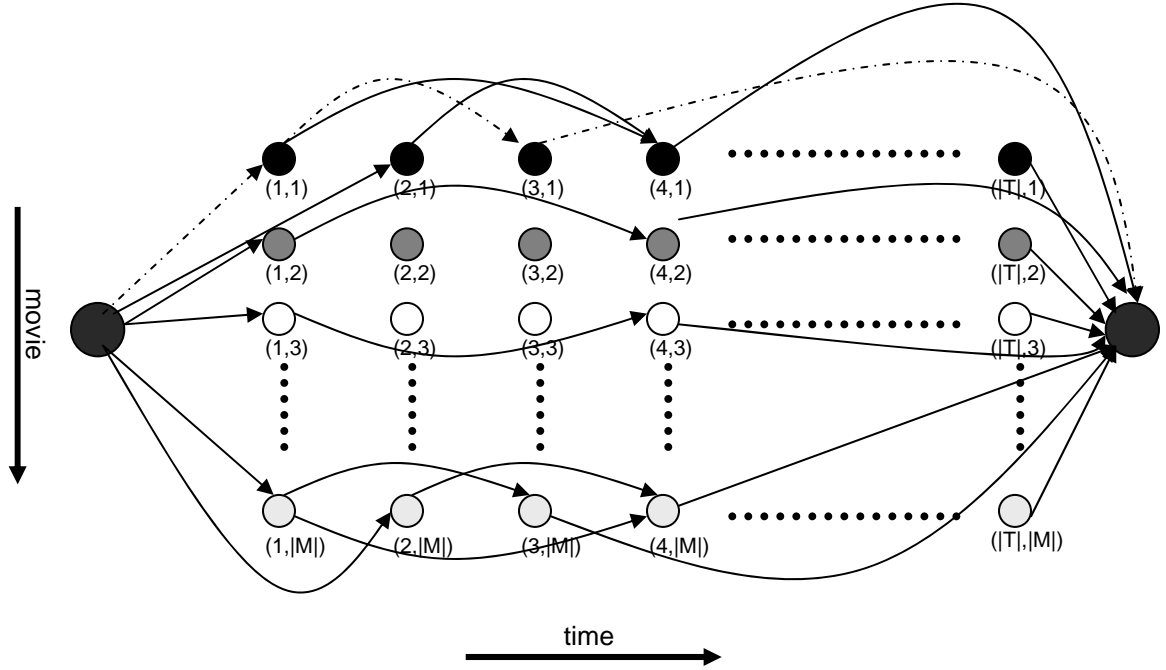 (1,1) (2,1) (3,1) (4,1) (|T|,1)
(1,2) (2,2) (3,2) (4,2) (|T|,2)
movie
(1,3) (2,3) (3,3) (4,3) (|T|,3)
(1,|M|) (2,|M|) (3,|M|) (4,|M|) (|T|,|M|)
time